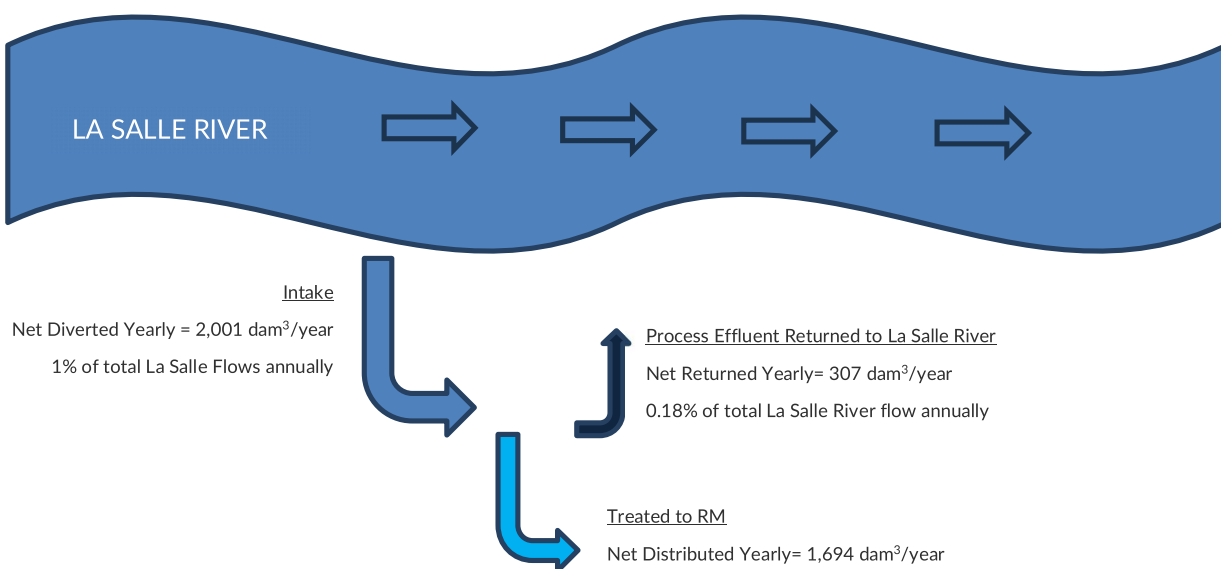 LA SALLE RIVER
Intake
Net Diverted Yearly = 2,001 dam³/year
1% of total La Salle Flows annually
Process Effluent Returned to La Salle River
Net Returned Yearly= 307 dam³/year
0.18% of total La Salle River flow annually
Treated to RM
Net Distributed Yearly= 1,694 dam³/year